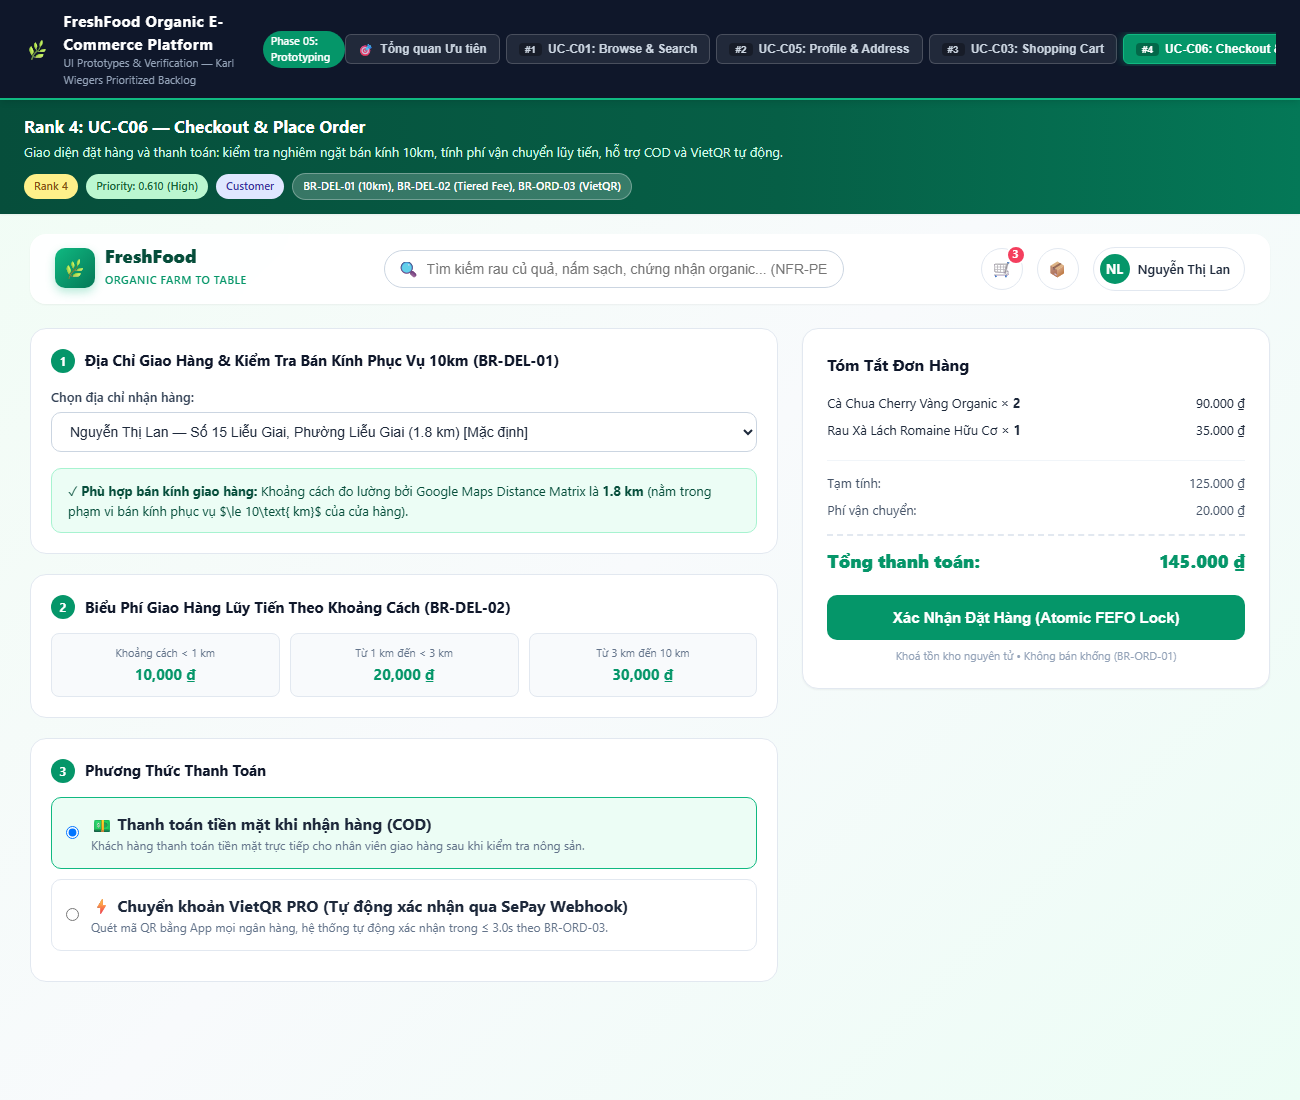 FreshFood Organic E-
Commerce Platform
UI Prototypes & Verification — Karl
Wiegers Prioritized Backlog
Phase 05:
Prototyping
Tổng quan Ưu tiên
#1 UC-C01: Browse & Search
#2 UC-C05: Profile & Address
#3 UC-C03: Shopping Cart
#4 UC-C06: Checkout &
Rank 4: UC-C06 — Checkout & Place Order
Giao diện đặt hàng và thanh toán: kiểm tra nghiêm ngặt bán kính 10km, tính phí vận chuyển lũy tiến, hỗ trợ COD và VietQR tự động.
Rank 4
Priority: 0.610 (High)
Customer
BR-DEL-01 (10km), BR-DEL-02 (Tiered Fee), BR-ORD-03 (VietQR)
FreshFood
ORGANIC FARM TO TABLE
Tìm kiếm rau củ quả, nấm sạch, chứng nhận organic... (NFR-PE
3
NL Nguyễn Thị Lan
1 Địa Chỉ Giao Hàng & Kiểm Tra Bán Kính Phục Vụ 10km (BR-DEL-01)
Chọn địa chỉ nhận hàng:
Nguyễn Thị Lan — Số 15 Liễu Giai, Phường Liễu Giai (1.8 km) [Mặc định]
✓ Phù hợp bán kính giao hàng: Khoảng cách đo lường bởi Google Maps Distance Matrix là 1.8 km (nằm trong
phạm vi bán kính phục vụ $\le 10\text{ km}$ của cửa hàng).
2 Biểu Phí Giao Hàng Lũy Tiến Theo Khoảng Cách (BR-DEL-02)
Khoảng cách < 1 km
10,000 ₫
Từ 1 km đến < 3 km
20,000 ₫
Từ 3 km đến 10 km
30,000 ₫
3 Phương Thức Thanh Toán
Thanh toán tiền mặt khi nhận hàng (COD)
Khách hàng thanh toán tiền mặt trực tiếp cho nhân viên giao hàng sau khi kiểm tra nông sản.
Chuyển khoản VietQR PRO (Tự động xác nhận qua SePay Webhook)
Quét mã QR bằng App mọi ngân hàng, hệ thống tự động xác nhận trong ≤ 3.0s theo BR-ORD-03.
Tóm Tắt Đơn Hàng
Cà Chua Cherry Vàng Organic × 2 90.000 ₫
Rau Xà Lách Romaine Hữu Cơ × 1 35.000 ₫
Tạm tính: 125.000 ₫
Phí vận chuyển: 20.000 ₫
Tổng thanh toán: 145.000 ₫
Xác Nhận Đặt Hàng (Atomic FEFO Lock)
Khoá tồn kho nguyên tử • Không bán khống (BR-ORD-01)